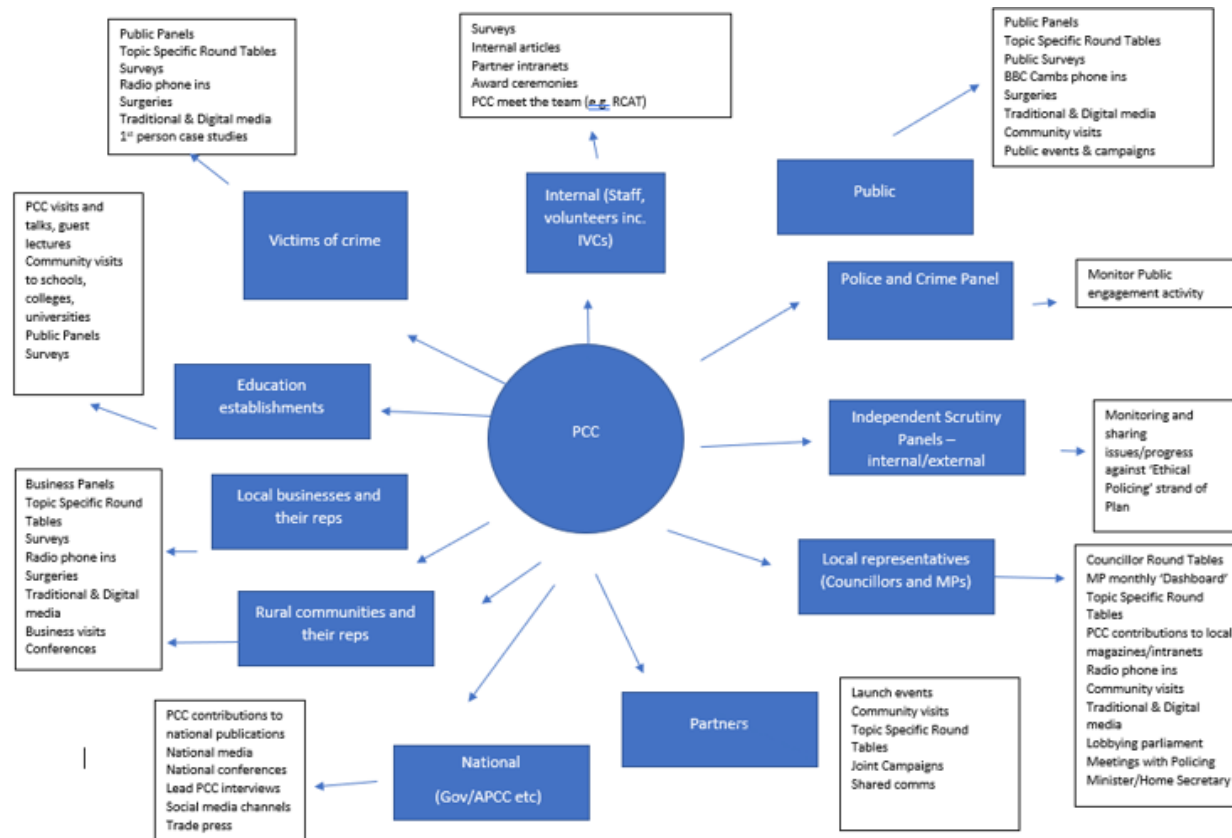 Public Panels
Topic Specific Round Tables
Surveys
Radio phone ins
Surgeries
Traditional & Digital media
1st person case studies
Surveys
Internal articles
Partner intranets
Award ceremonies
PCC meet the team (e.g. RCAT)
Public Panels
Topic Specific Round Tables
Public Surveys
BBC Cambs phone ins
Surgeries
Traditional & Digital media
Community visits
Public events & campaigns
Victims of crime
Internal (Staff,
volunteers inc.
IVCs)
Public
PCC visits and
talks, guest
lectures
Community visits
to schools,
colleges,
universities
Public Panels
Surveys
Police and Crime Panel
Monitor Public
engagement activity
Education
establishments
PCC
Independent Scrutiny
Panels –
internal/external
Monitoring and
sharing
issues/progress
against ‘Ethical
Policing’ strand of
Plan
Business Panels
Topic Specific Round
Tables
Surveys
Radio phone ins
Surgeries
Traditional & Digital
media
Business visits
Conferences
Local businesses and
their reps
Rural communities and
their reps
Local representatives
(Councillors and MPs)
Councillor Round Tables
MP monthly ‘Dashboard’
Topic Specific Round
Tables
PCC contributions to local
magazines/intranets
Radio phone ins
Community visits
Traditional & Digital
media
Lobbying parliament
Meetings with Policing
Minister/Home Secretary
PCC contributions to
national publications
National media
National conferences
Lead PCC interviews
Social media channels
Trade press
National
(Gov/APCC etc)
Partners
Launch events
Community visits
Topic Specific Round
Tables
Joint Campaigns
Shared comms